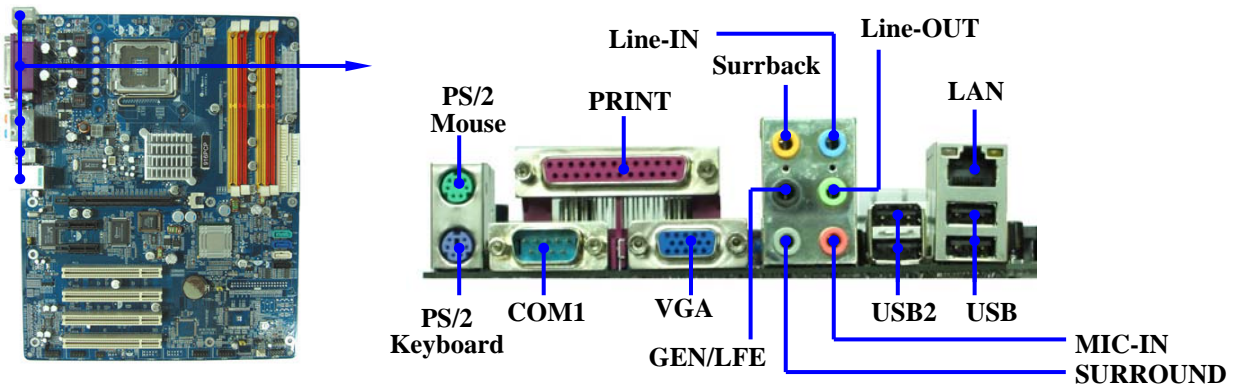 Line-IN
Line-OUT
Surrback
PS/2
Mouse
PRINT
LAN
PS/2
Keyboard
COM1
VGA
GEN/LFE
USB2
USB
MIC-IN
SURROUND